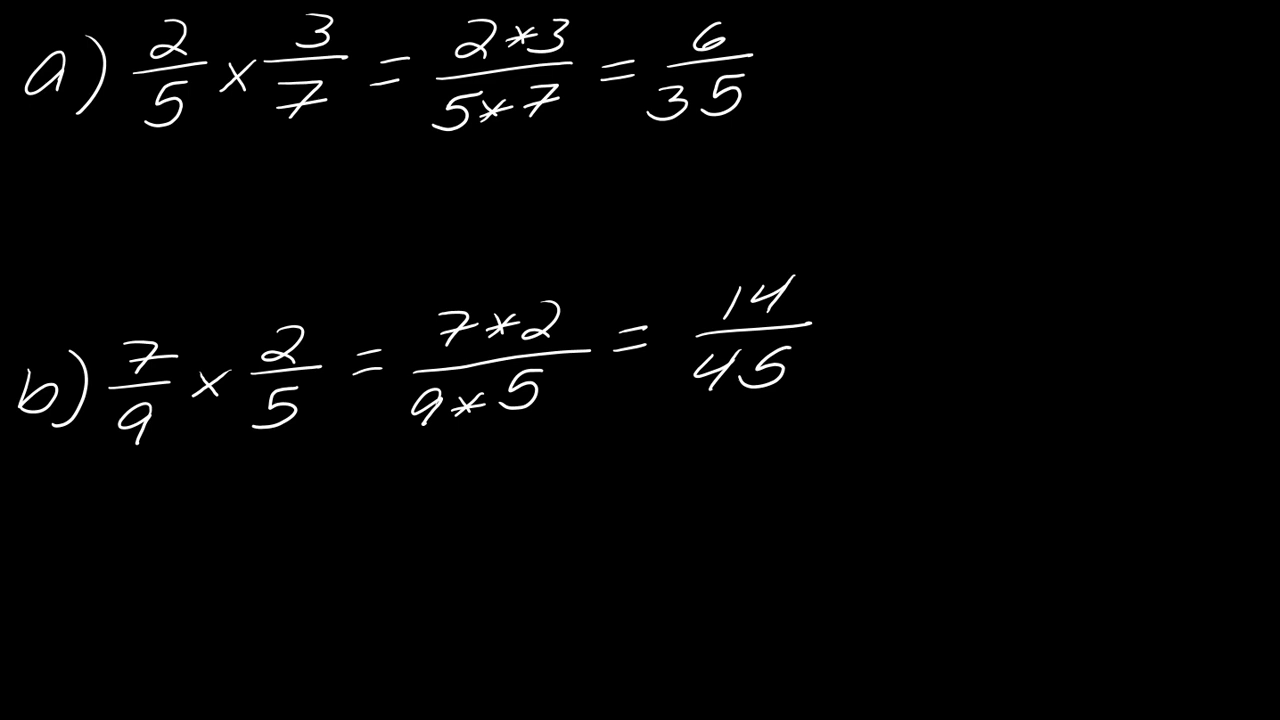 a) 2/5 × 3/7 = 2*3/5*7 = 6/35
b) 7/9 × 2/5 = 7*2/9*5 = 14/45